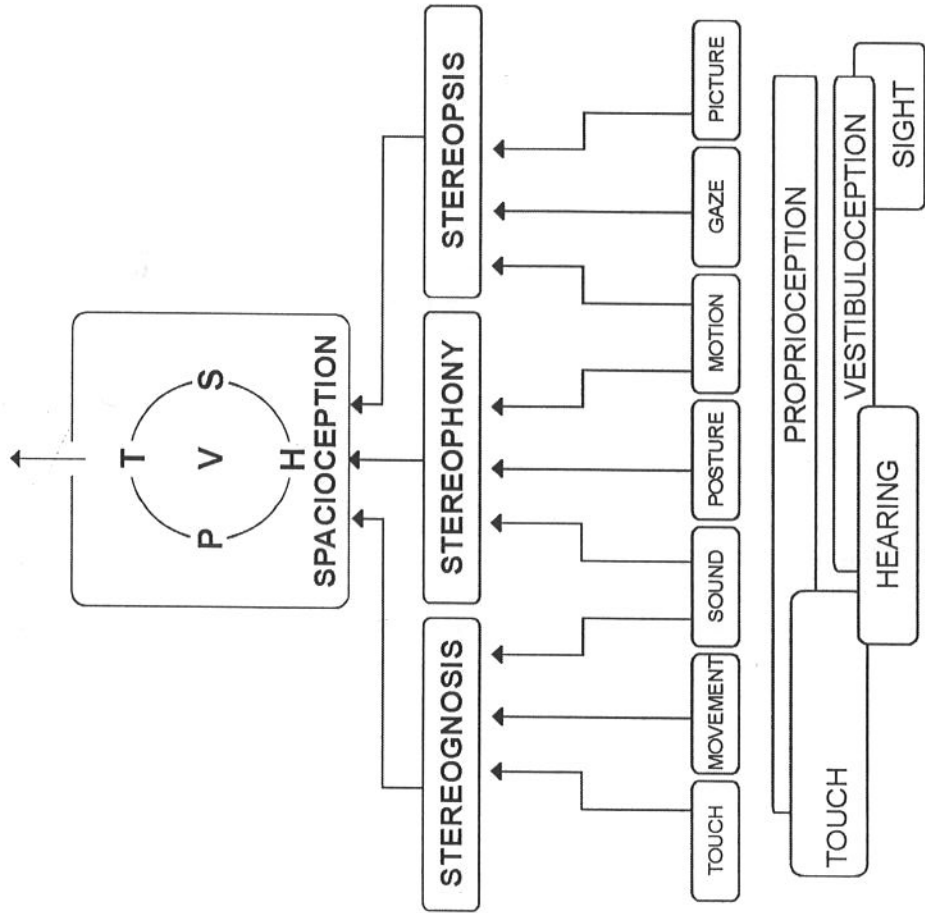 T
P V S
H
SPACIOCEPTION
STEREOGNOSIS STEREOPHONY STEREOPSIS
TOUCH MOVEMENT SOUND POSTURE MOTION GAZE PICTURE
PROPRIOCEPTION
TOUCH
VESTIBULOCEPTION
HEARING
SIGHT